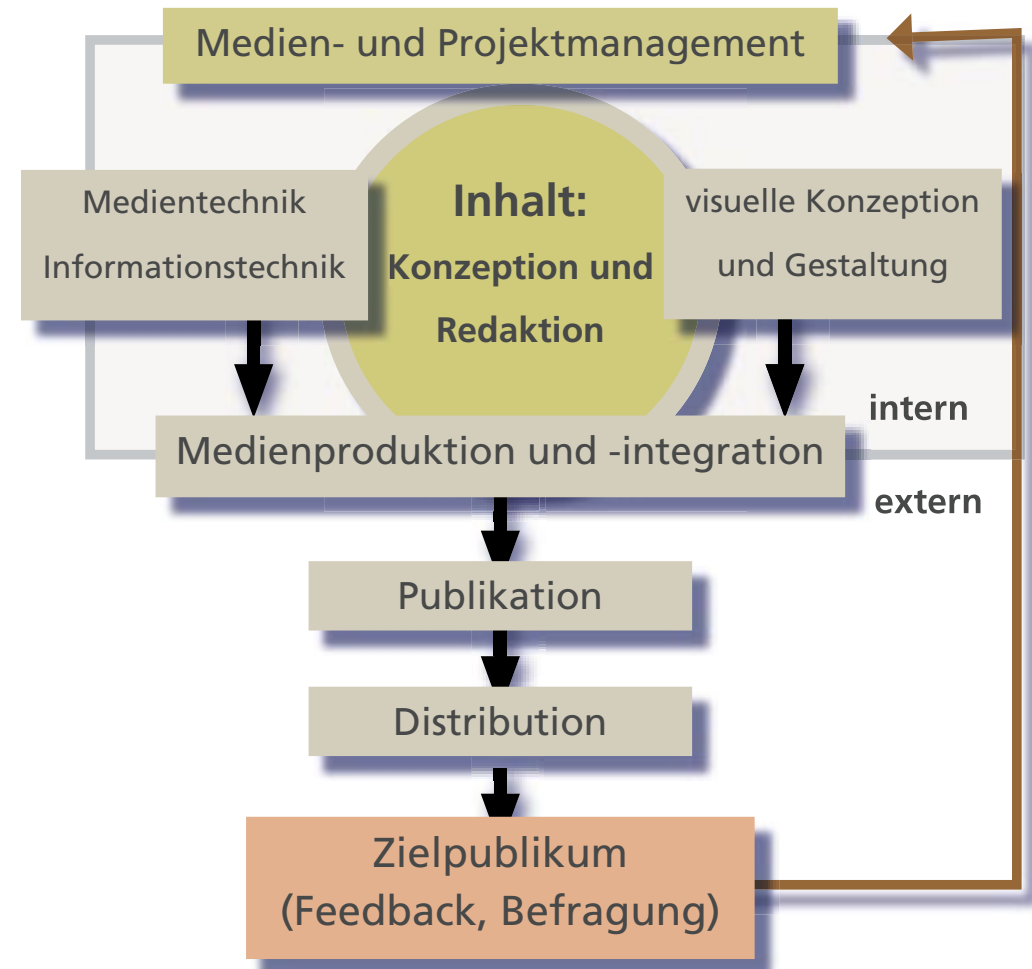 Medien- und Projektmanagement
Medientechnik
Informationstechnik
Inhalt:
Konzeption und
Redaktion
visuelle Konzeption
und Gestaltung
intern
Medienproduktion und -integration
extern
Publikation
Distribution
Zielpublikum
(Feedback, Befragung)